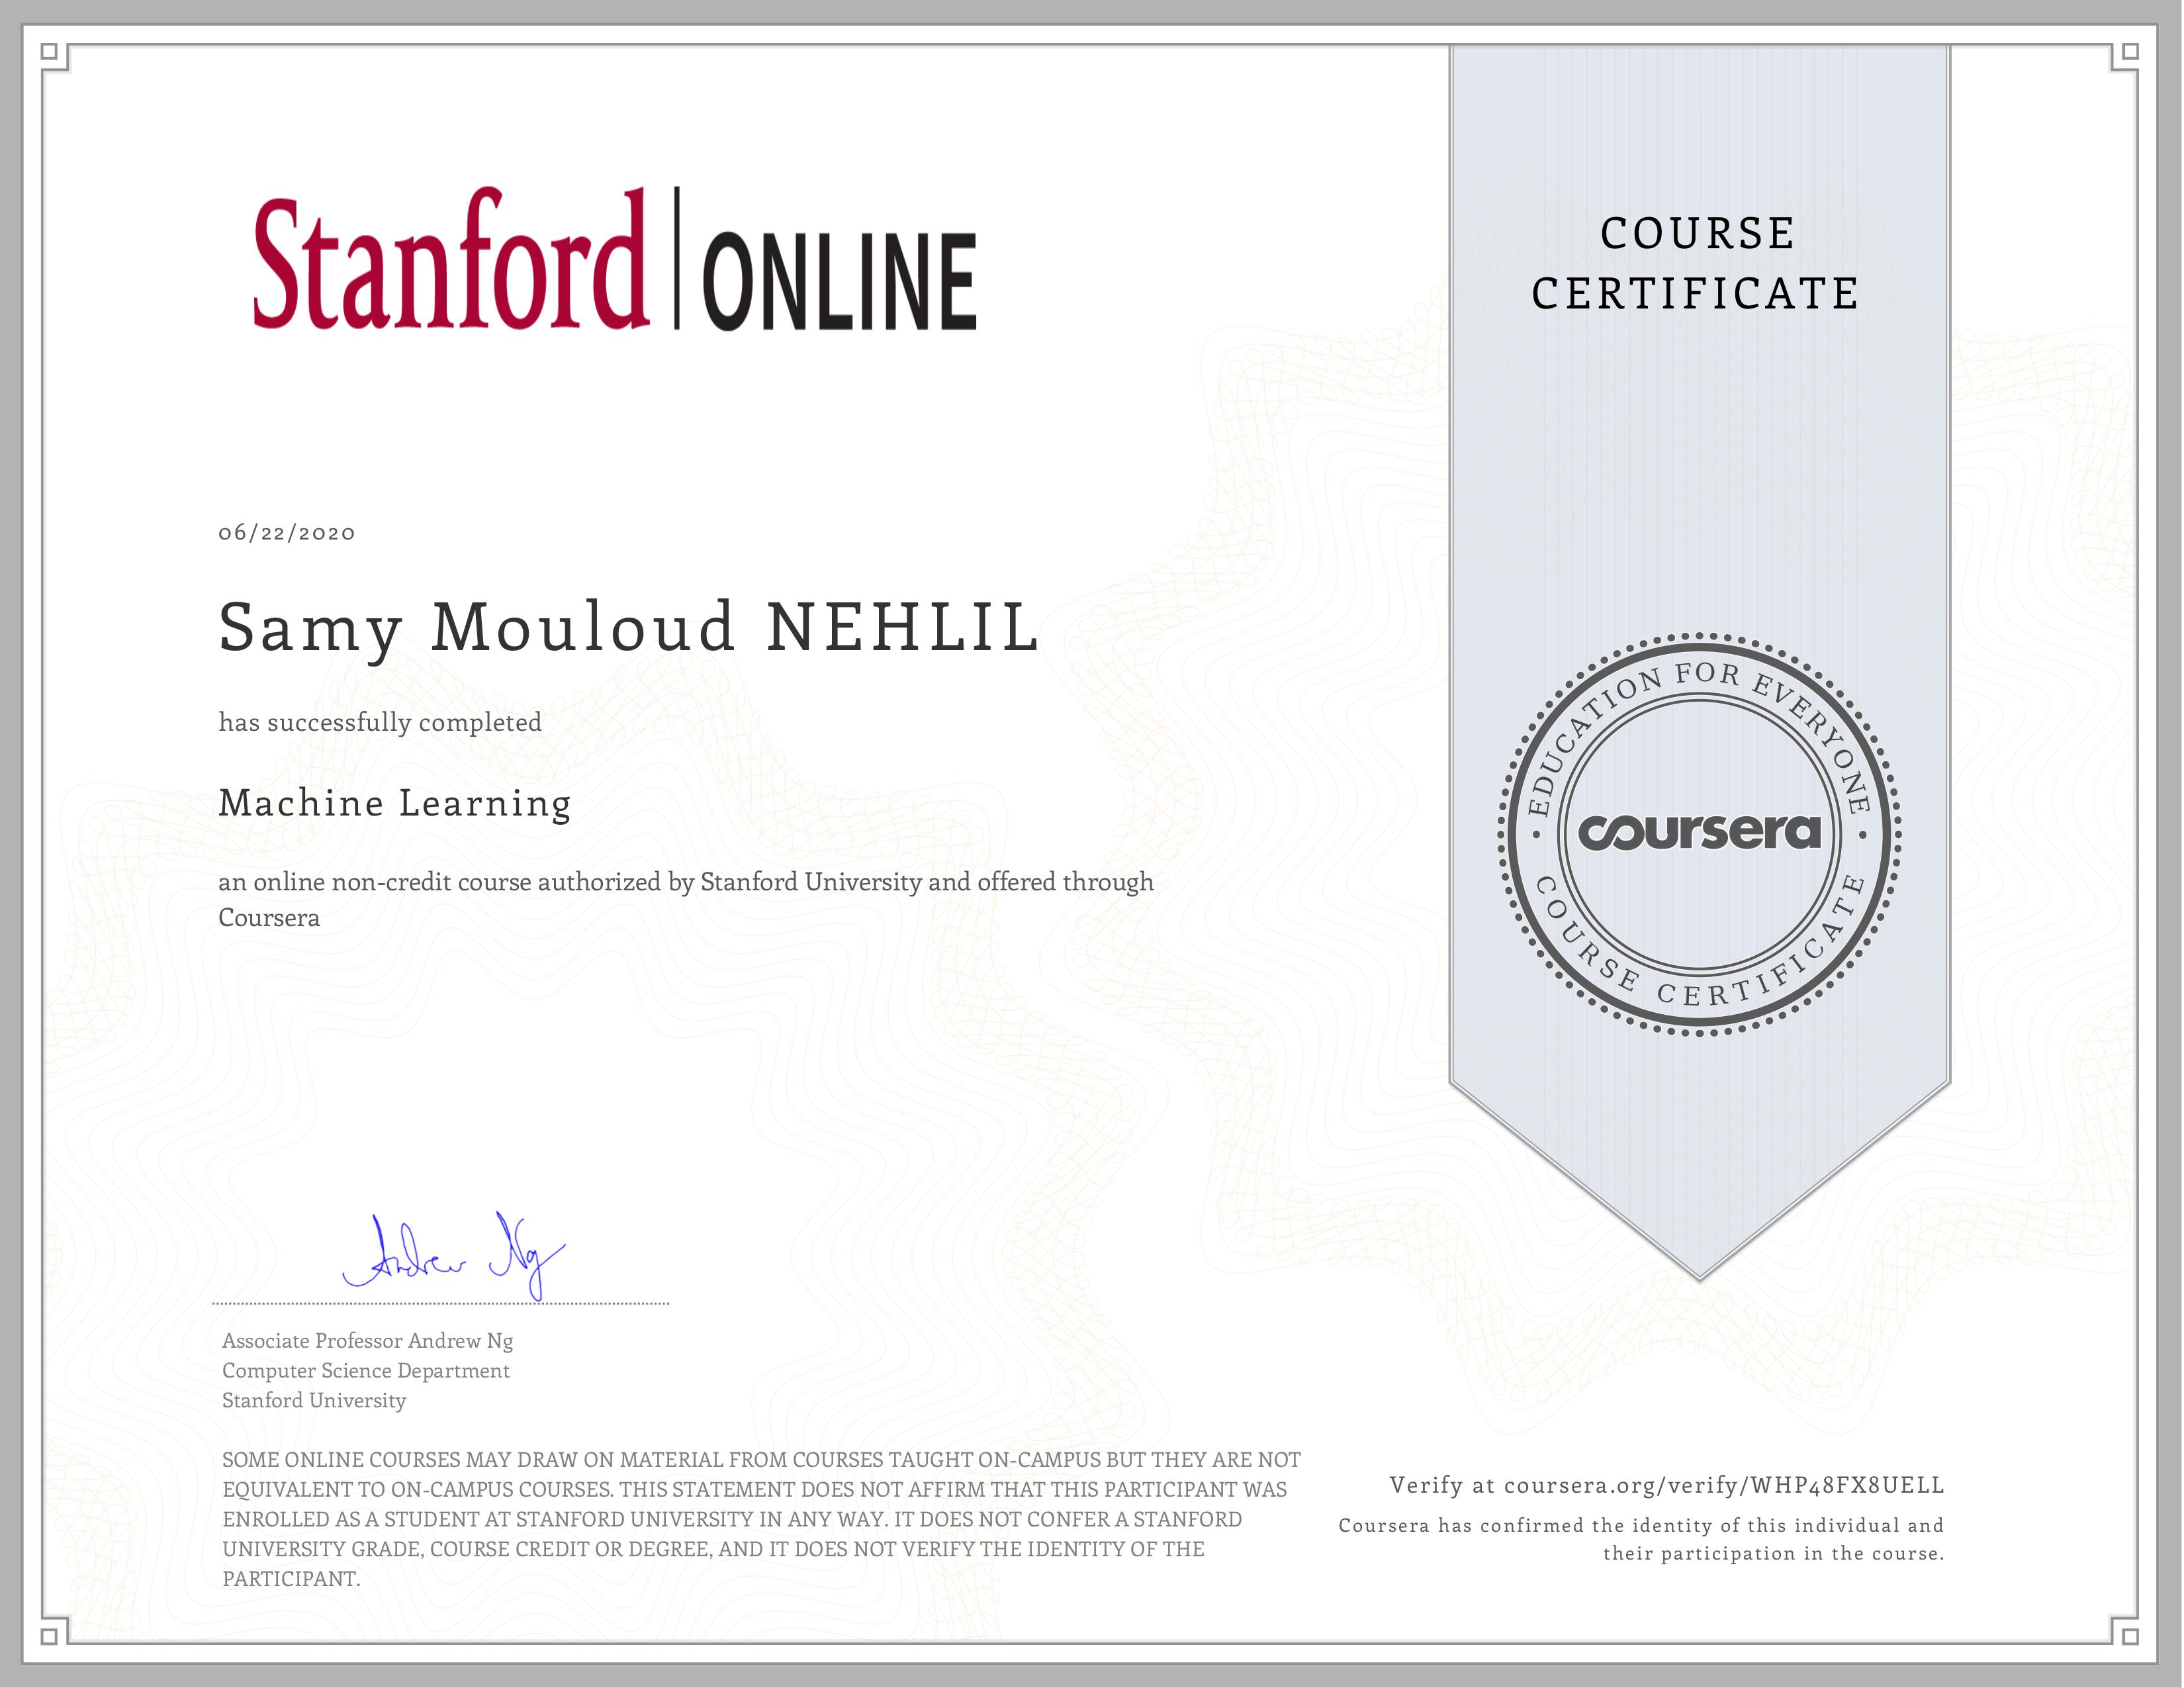 Stanford | ONLINE
COURSE
CERTIFICATE
06/22/2020
Samy Mouloud NEHLIL
has successfully completed
Machine Learning
an online non-credit course authorized by Stanford University and offered through
Coursera
EDUCATION FOR EVERYONE
coursera
COURSE CERTIFICATE
Andrew Ng
Associate Professor Andrew Ng
Computer Science Department
Stanford University
SOME ONLINE COURSES MAY DRAW ON MATERIAL FROM COURSES TAUGHT ON-CAMPUS BUT THEY ARE NOT
EQUIVALENT TO ON-CAMPUS COURSES. THIS STATEMENT DOES NOT AFFIRM THAT THIS PARTICIPANT WAS
ENROLLED AS A STUDENT AT STANFORD UNIVERSITY IN ANY WAY. IT DOES NOT CONFER A STANFORD
UNIVERSITY GRADE, COURSE CREDIT OR DEGREE, AND IT DOES NOT VERIFY THE IDENTITY OF THE
PARTICIPANT.
Verify at coursera.org/verify/WHP48FX8UELL
Coursera has confirmed the identity of this individual and
their participation in the course.